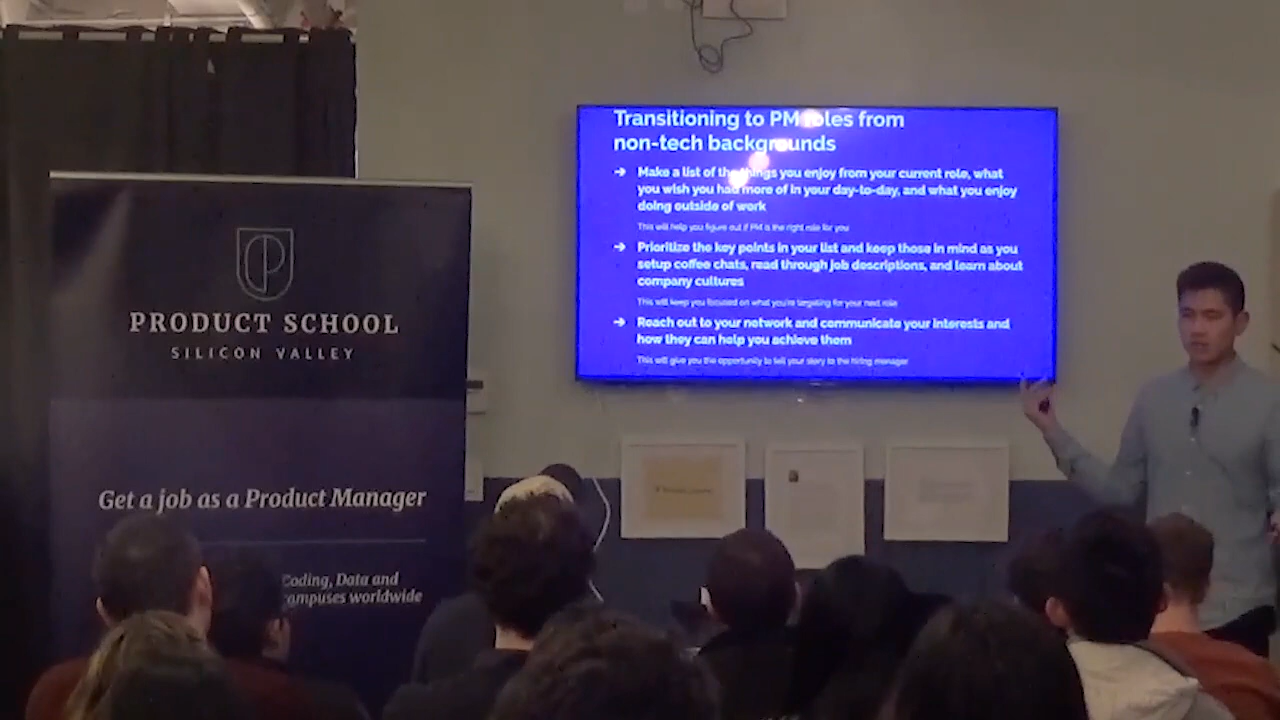 PRODUCT SCHOOL
SILICON VALLEY
Get a job as a Product Manager
Coding, Data and
campuses worldwide
Transitioning to PM roles from
non-tech backgrounds
➔ Make a list of the things you enjoy from your current role, what
you wish you had more of in your day-to-day, and what you enjoy
doing outside of work
This will help you figure out if PM is the right role for you
➔ Prioritize the key points in your list and keep those in mind as you
setup coffee chats, read through job descriptions, and learn about
company cultures
This will keep you focused on what you're targeting for your next role
➔ Reach out to your network and communicate your interests and
how they can help you achieve them
This will give you the opportunity to tell your story to the hiring manager